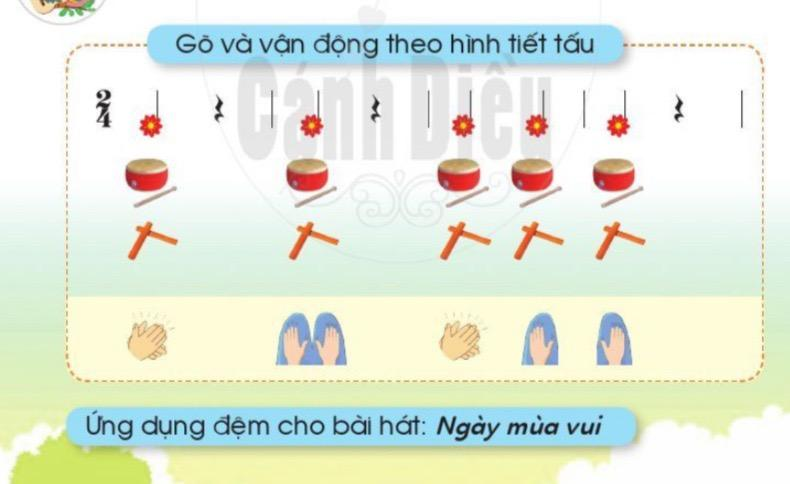 Gõ và vận động theo hình tiết tấu
2
4
Cánh Diều
Ứng dụng đệm cho bài hát: Ngày mùa vui